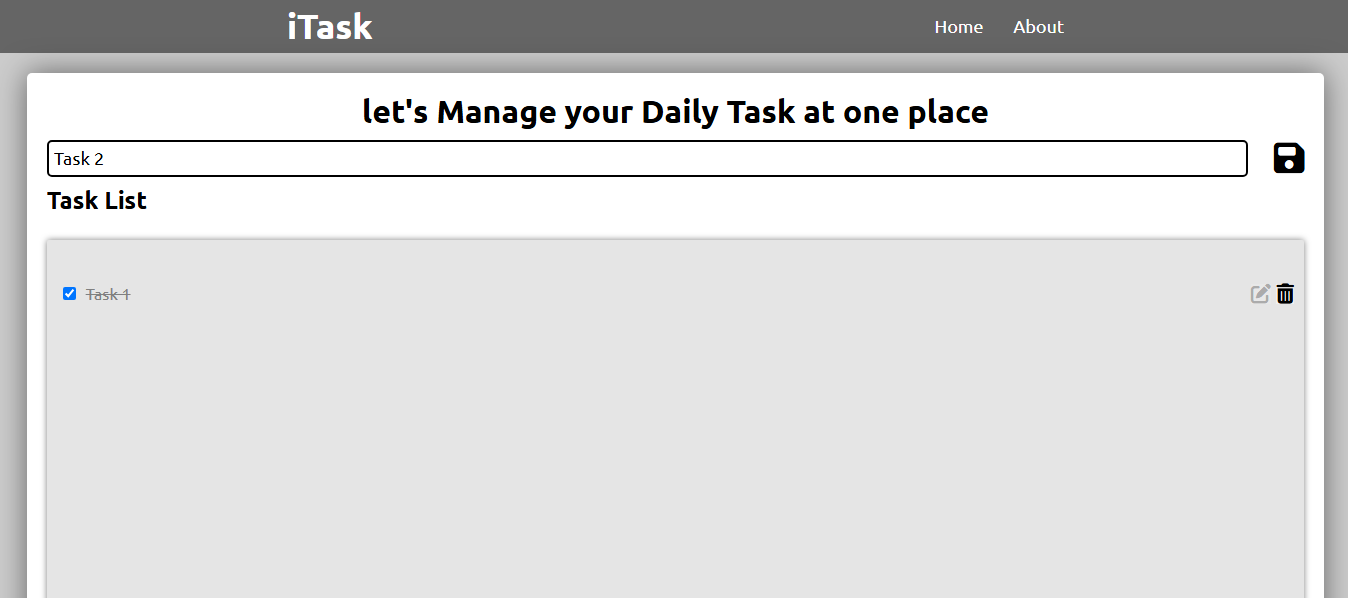 iTask Home About
let's Manage your Daily Task at one place
Task 2
Task List
Task 1